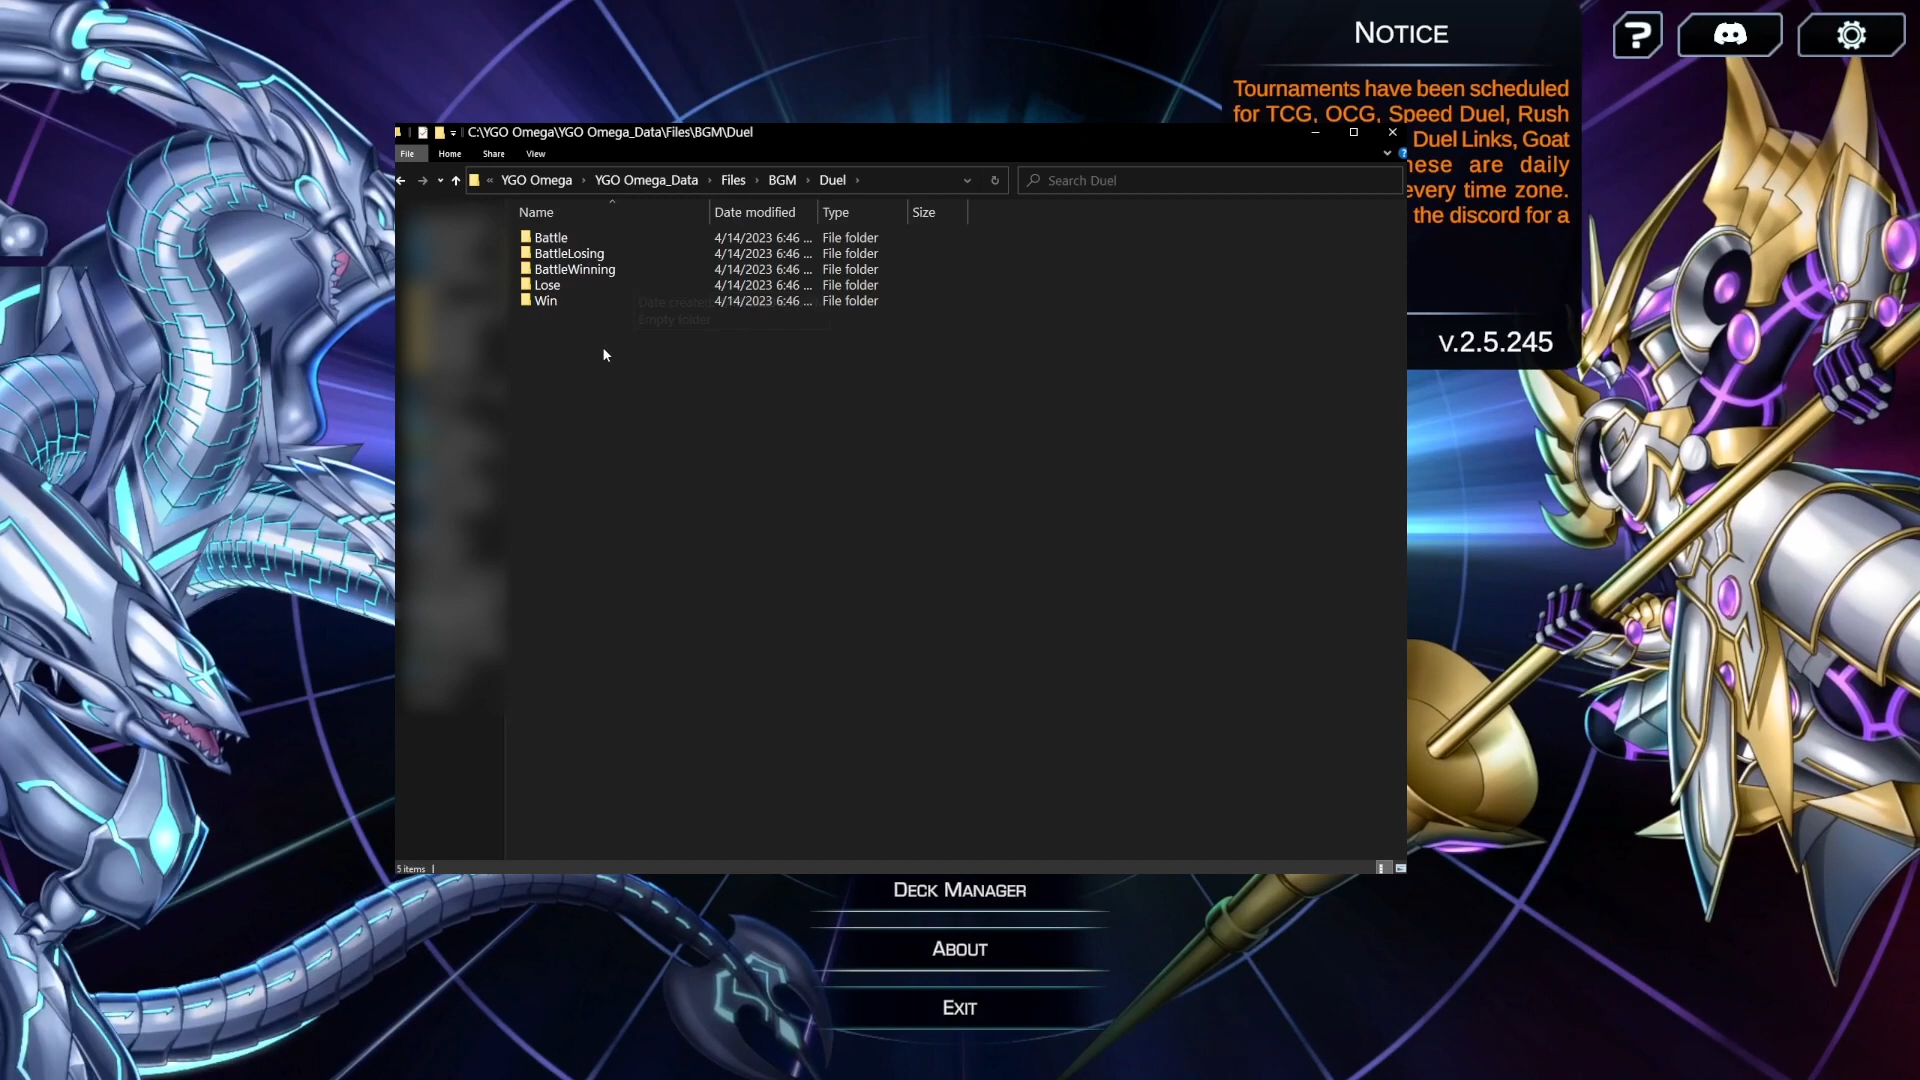 NOTICE
Tournaments have been scheduled
for TCG, OCG, Speed Duel, Rush
Duel Links, Goat
are daily
every time zone.
the discord for a
v.2.5.245
C:\YGO Omega\YGO Omega_Data\Files\BGM\Duel
File Home Share View
« YGO Omega › YGO Omega_Data › Files › BGM › Duel ›
Search Duel
Name Date modified Type Size
Battle 4/14/2023 6:46 ... File folder
BattleLosing 4/14/2023 6:46 ... File folder
BattleWinning 4/14/2023 6:46 ... File folder
Lose 4/14/2023 6:46 ... File folder
Win 4/14/2023 6:46 ... File folder
Date created
Empty folder
5 items
DECK MANAGER
ABOUT
EXIT